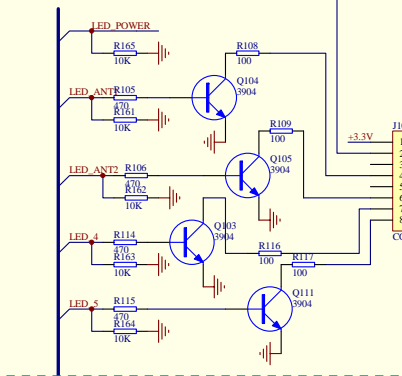 LED_POWER
R165
10K
R108
100
LED_ANT1
R105
470
R161
10K
Q104
3904
R109
100
+3.3V
LED_ANT2
R106
470
R162
10K
Q105
3904
LED_4
R114
470
R163
10K
Q103
3904
R116
100
R117
100
LED_5
R115
470
R164
10K
Q111
3904